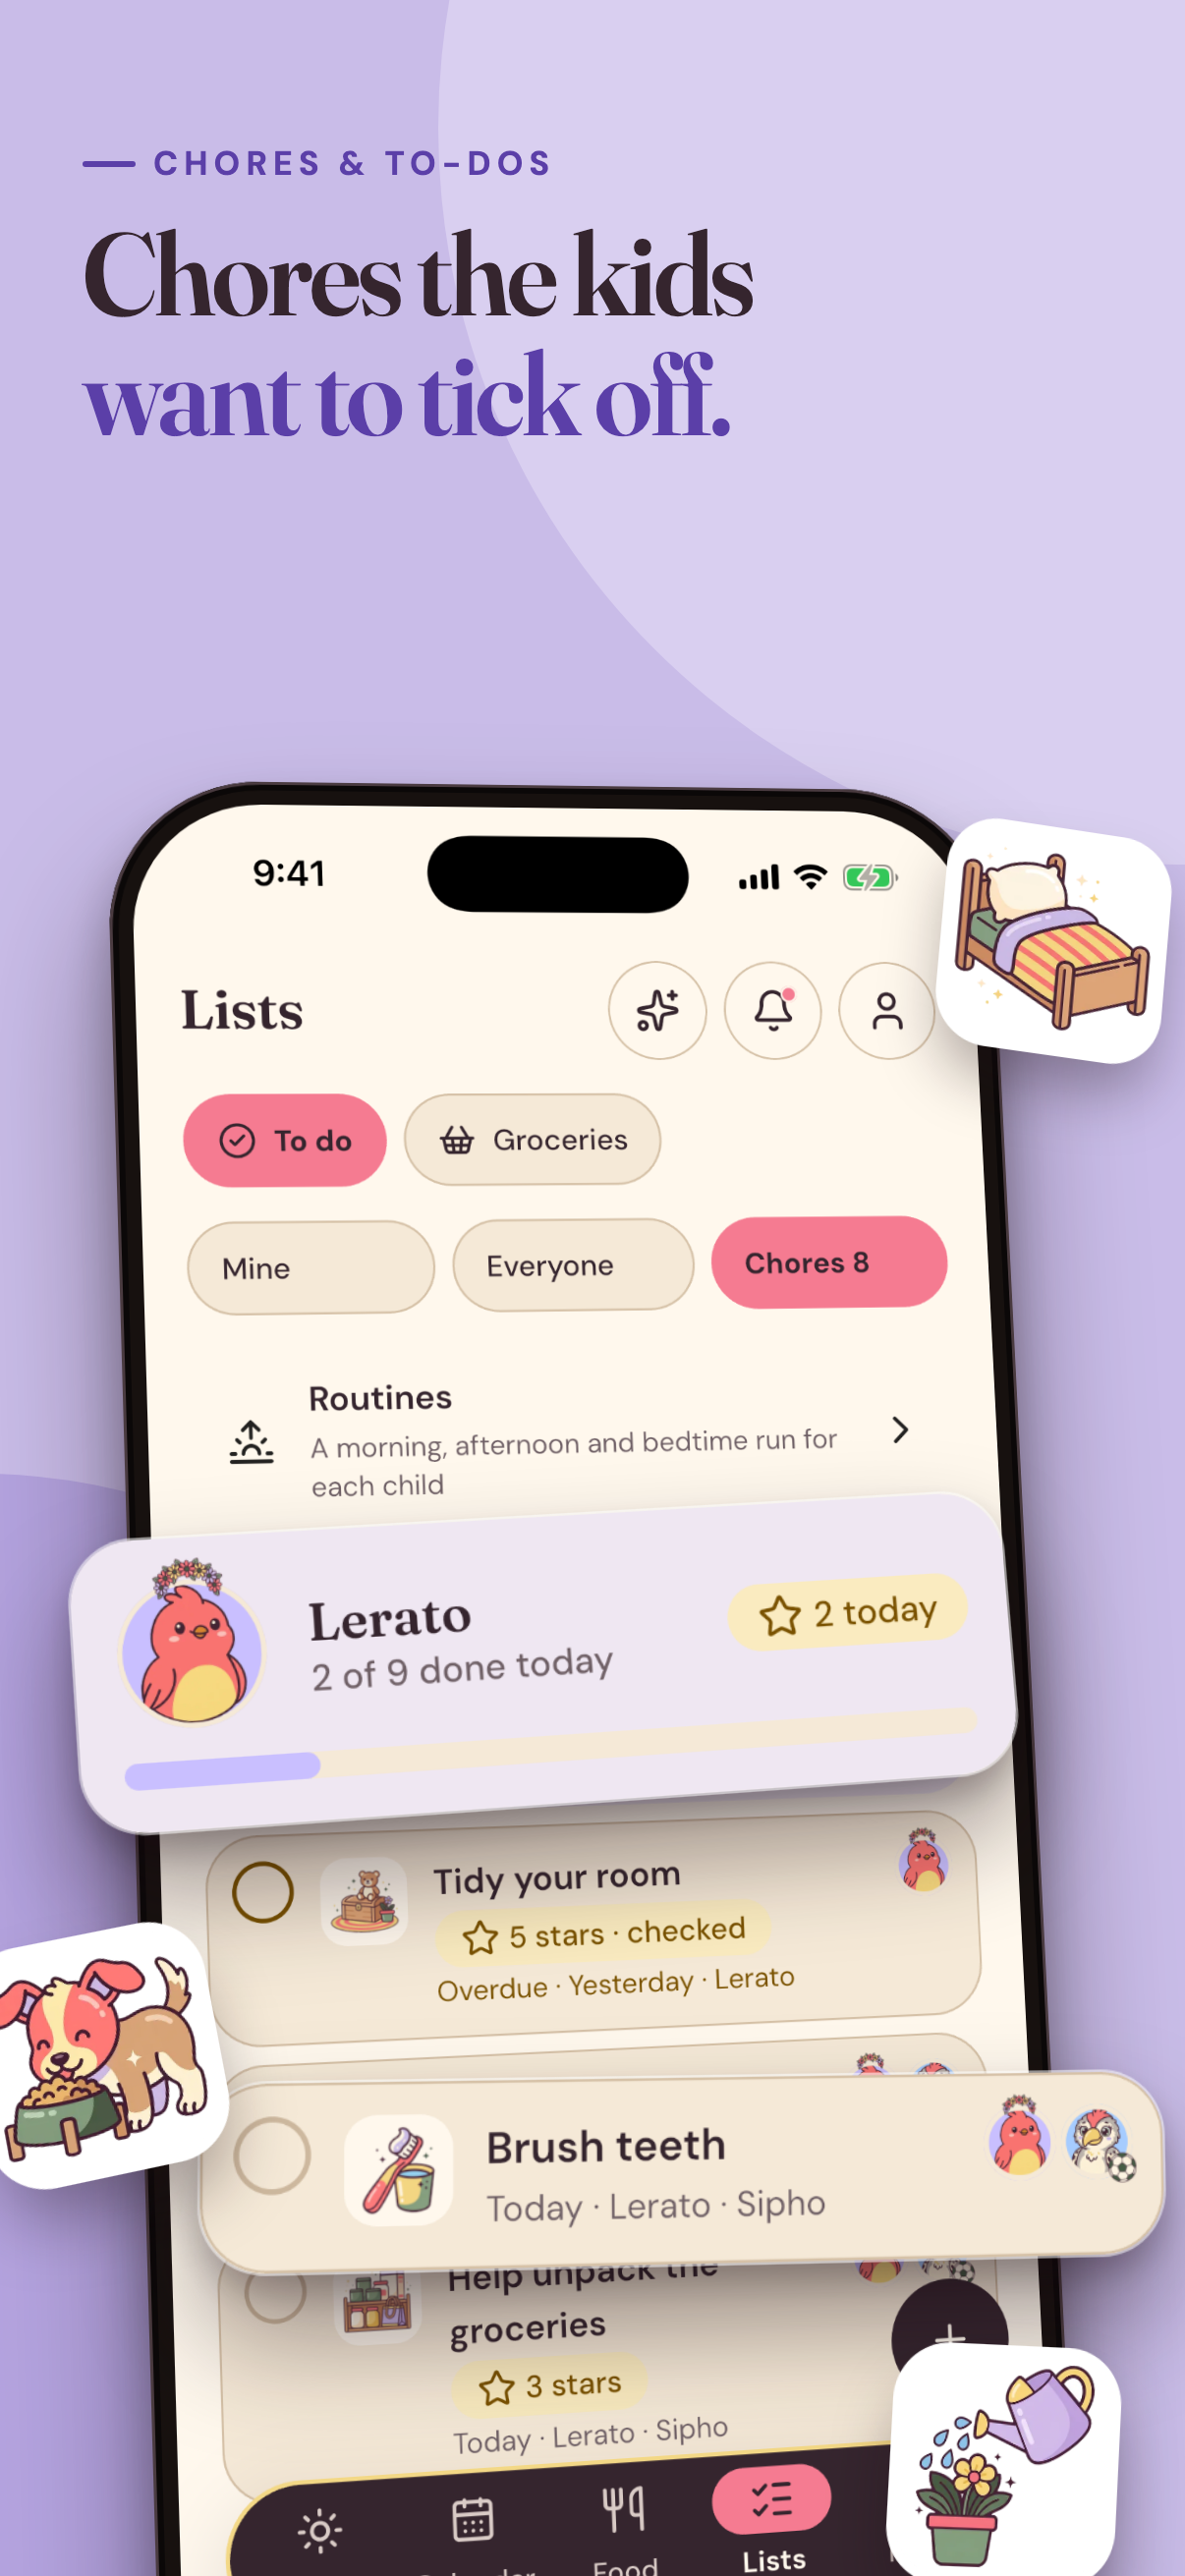 CHORES & TO-DOS
Chores the kids
want to tick off.
9:41
Lists
To do
Groceries
Mine
Everyone
Chores 8
Routines
A morning, afternoon and bedtime run for
each child
Lerato
2 of 9 done today
2 today
Tidy your room
5 stars · checked
Overdue · Yesterday · Lerato
Brush teeth
Today · Lerato · Sipho
Help unpack the
groceries
3 stars
Today · Lerato · Sipho
Food
Lists